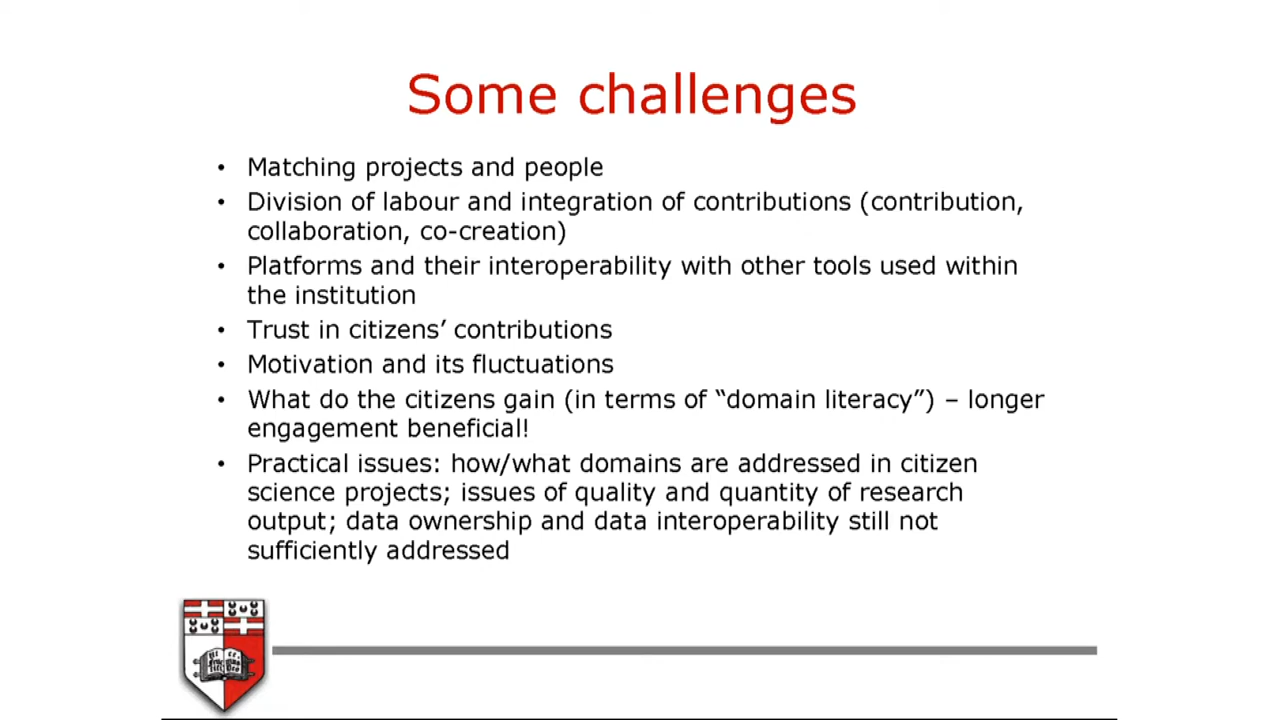 Some challenges
• Matching projects and people
• Division of labour and integration of contributions (contribution,
collaboration, co-creation)
• Platforms and their interoperability with other tools used within
the institution
• Trust in citizens’ contributions
• Motivation and its fluctuations
• What do the citizens gain (in terms of “domain literacy”) – longer
engagement beneficial!
• Practical issues: how/what domains are addressed in citizen
science projects; issues of quality and quantity of research
output; data ownership and data interoperability still not
sufficiently addressed